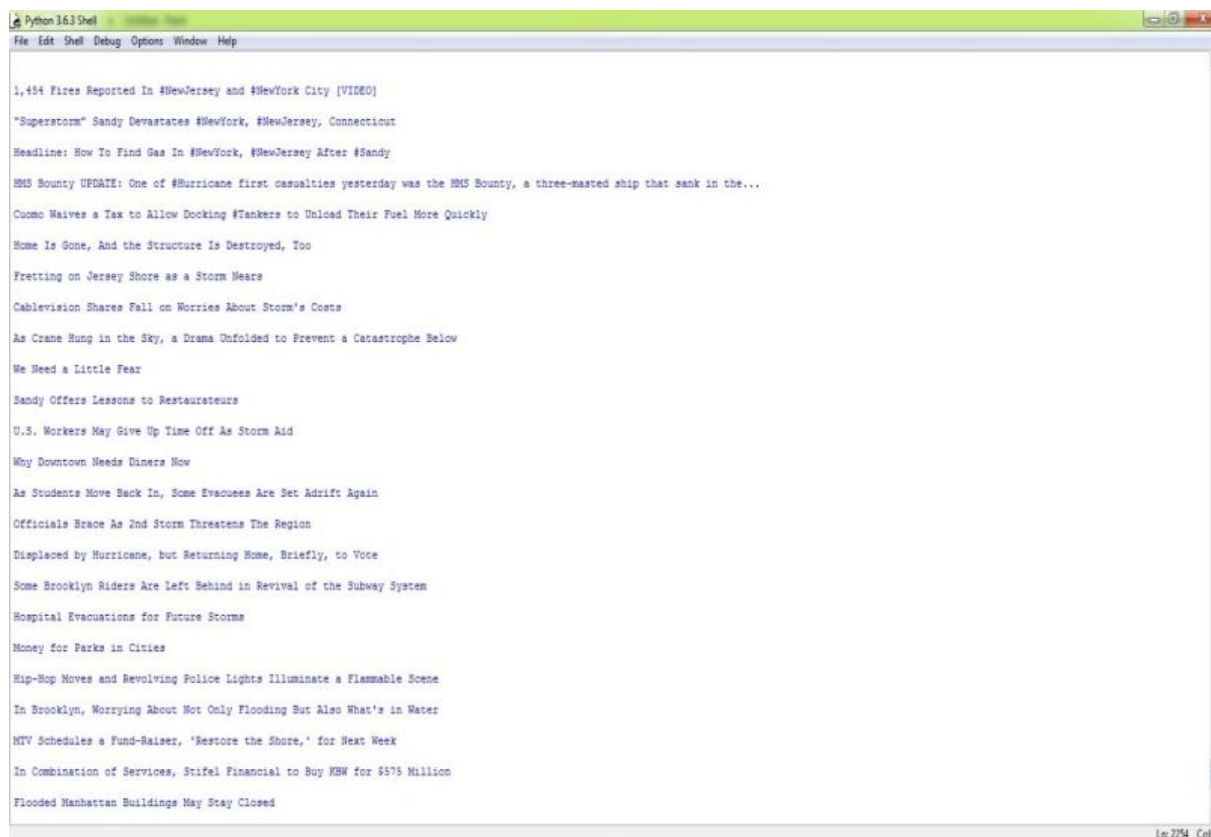 Python 3.6.3 Shell
File Edit Shell Debug Options Window Help
1,454 Fires Reported In #NewJersey and #NewYork City [VIDEO]
"Superstorm" Sandy Devastates #NewYork, #NewJersey, Connecticut
Headline: How To Find Gas In #NewYork, #NewJersey After #Sandy
HMS Bounty UPDATE: One of #Hurricane first casualties yesterday was the HMS Bounty, a three-masted ship that sank in the...
Cuomo Waives a Tax to Allow Docking #Tankers to Unload Their Fuel More Quickly
Home Is Gone, And the Structure Is Destroyed, Too
Fretting on Jersey Shore as a Storm Nears
Cablevision Shares Fall on Worries About Storm's Costs
As Crane Hung in the Sky, a Drama Unfolded to Prevent a Catastrophe Below
We Need a Little Fear
Sandy Offers Lessons to Restaurateurs
U.S. Workers May Give Up Time Off As Storm Aid
Why Downtown Needs Diners Now
As Students Move Back In, Some Evacuees Are Set Adrift Again
Officials Brace As 2nd Storm Threatens The Region
Displaced by Hurricane, but Returning Home, Briefly, to Vote
Some Brooklyn Riders Are Left Behind in Revival of the Subway System
Hospital Evacuations for Future Storms
Money for Parks in Cities
Hip-Hop Moves and Revolving Police Lights Illuminate a Flammable Scene
In Brooklyn, Worrying About Not Only Flooding But Also What's in Water
MTV Schedules a Fund-Raiser, 'Restore the Shore,' for Next Week
In Combination of Services, Stifel Financial to Buy KBW for $575 Million
Flooded Manhattan Buildings May Stay Closed
Ln: 2254 Col